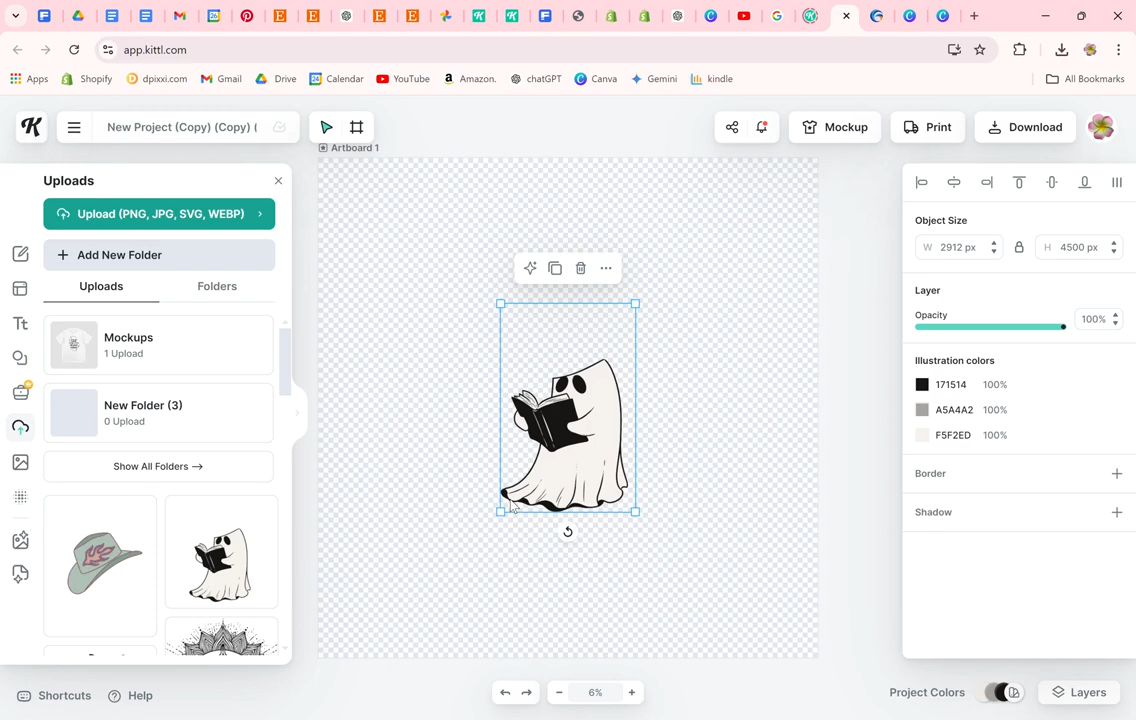 app.kittl.com
Apps
Shopify
dpixxi.com
Gmail
Drive
Calendar
YouTube
Amazon.
chatGPT
Canva
Gemini
kindle
All Bookmarks
New Project (Copy) (Copy) (
Mockup
Print
Download
Artboard 1
Uploads
Upload (PNG, JPG, SVG, WEBP)
Add New Folder
Uploads
Folders
Mockups
1 Upload
New Folder (3)
0 Upload
Show All Folders
Object Size
W 2912 px
H 4500 px
Layer
Opacity
100%
Illustration colors
171514 100%
A5A4A2 100%
F5F2ED 100%
Border
Shadow
Shortcuts
Help
6%
Project Colors
Layers